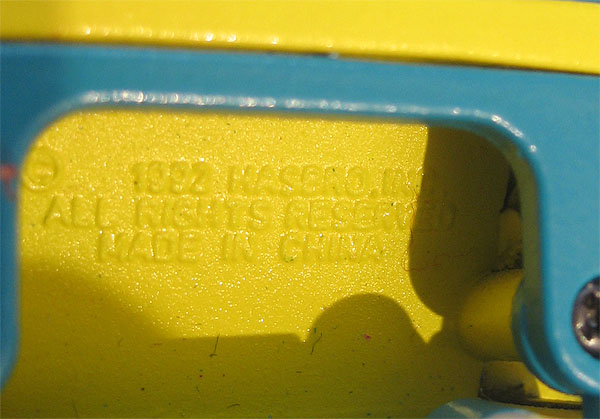 © 1992 HASBRO, INC.
ALL RIGHTS RESERVED
MADE IN CHINA